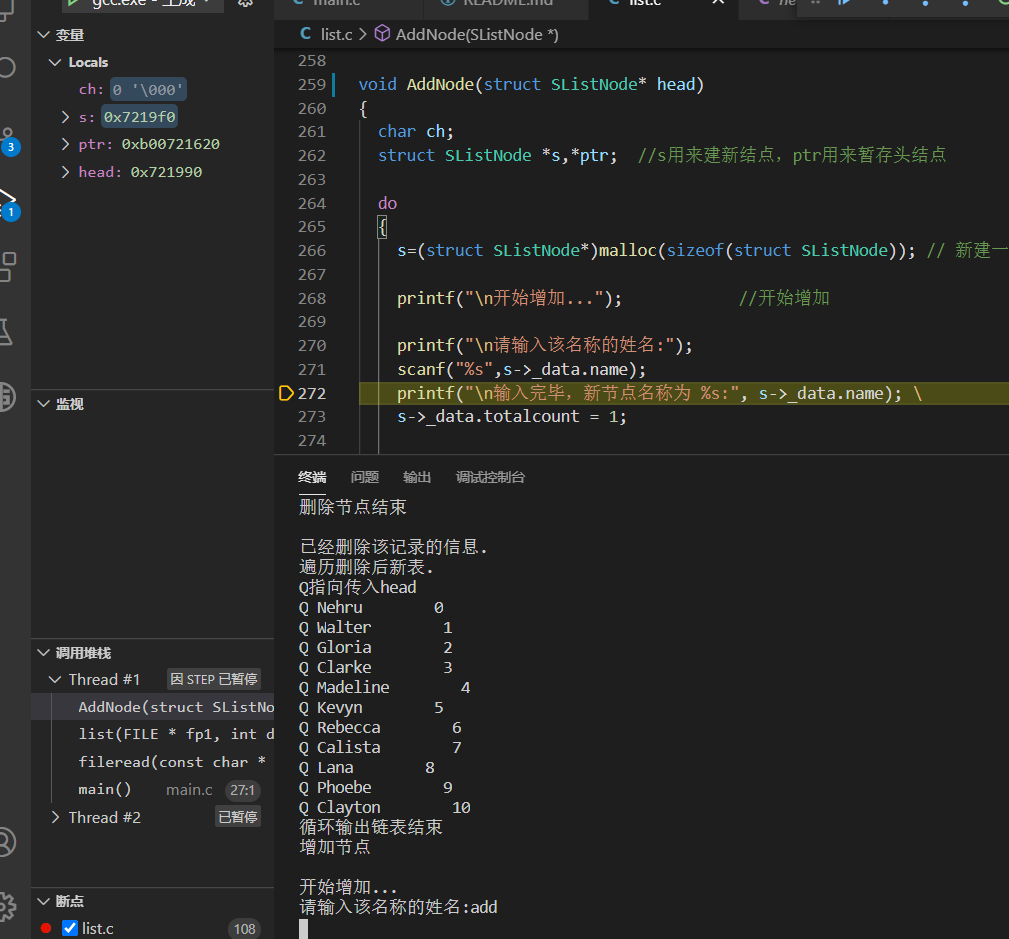 gcc.exe - 生成
main.c
README.md
list.c
变量
Locals
ch: 0 '\000'
s: 0x7219f0
ptr: 0xb00721620
head: 0x721990
3
1
监视
调用堆栈
Thread #1 因 STEP 已暂停
AddNode(struct SListNo
list(FILE * fp1, int d
fileread(const char *
main() main.c 27:1
Thread #2 已暂停
断点
list.c 108
C list.c > AddNode(SListNode *)
258
259 void AddNode(struct SListNode* head)
260 {
261 char ch;
262 struct SListNode *s,*ptr; //s用来建新结点，ptr用来暂存头结点
263
264 do
265 {
266 s=(struct SListNode*)malloc(sizeof(struct SListNode)); // 新建一
267
268 printf("\n开始增加..."); //开始增加
269
270 printf("\n请输入该名称的姓名:");
271 scanf("%s",s->_data.name);
272 printf("\n输入完毕，新节点名称为 %s:", s->_data.name); \
273 s->_data.totalcount = 1;
274
终端 问题 输出 调试控制台
删除节点结束
已经删除该记录的信息.
遍历删除后新表.
Q指向传入head
Q Nehru 0
Q Walter 1
Q Gloria 2
Q Clarke 3
Q Madeline 4
Q Kevyn 5
Q Rebecca 6
Q Calista 7
Q Lana 8
Q Phoebe 9
Q Clayton 10
循环输出链表结束
增加节点
开始增加...
请输入该名称的姓名:add